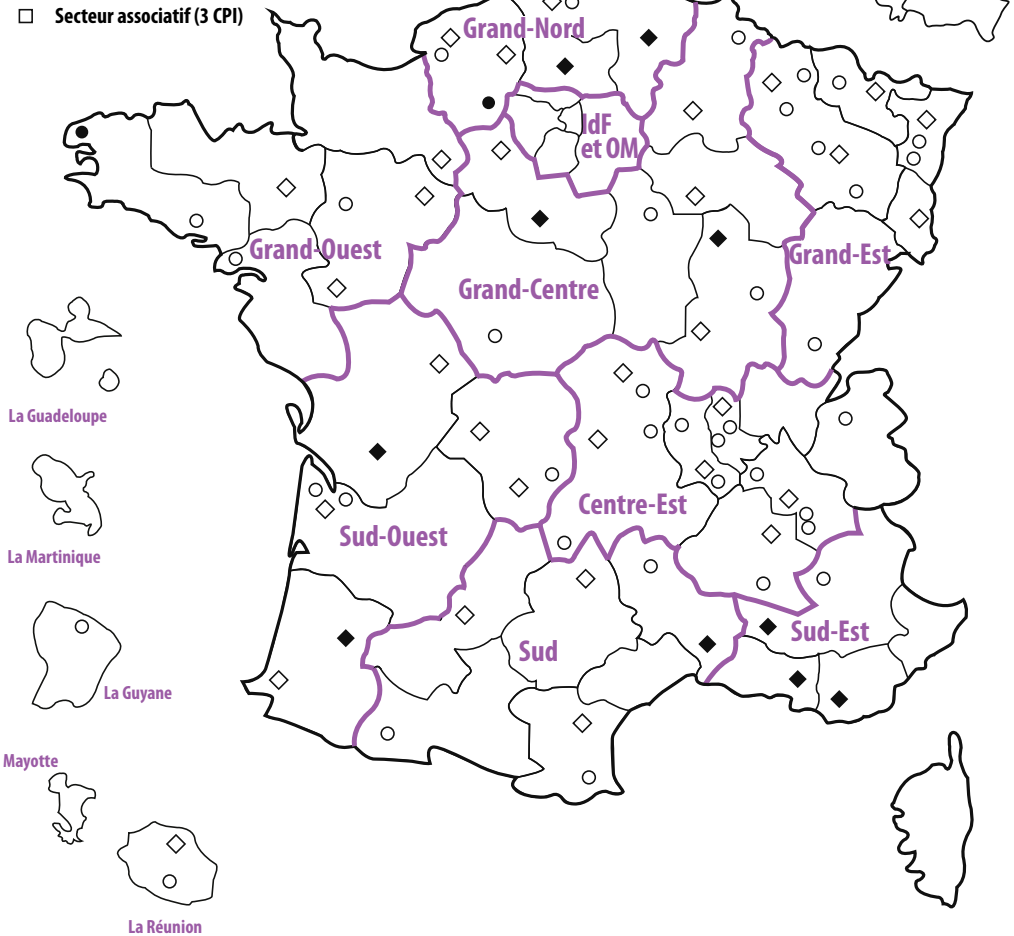 Secteur associatif (3 CPI)
Grand-Nord
IdF
et OM
Grand-Ouest
Grand-Est
Grand-Centre
La Guadeloupe
Centre-Est
Sud-Ouest
La Martinique
Sud-Est
Sud
La Guyane
Mayotte
La Réunion